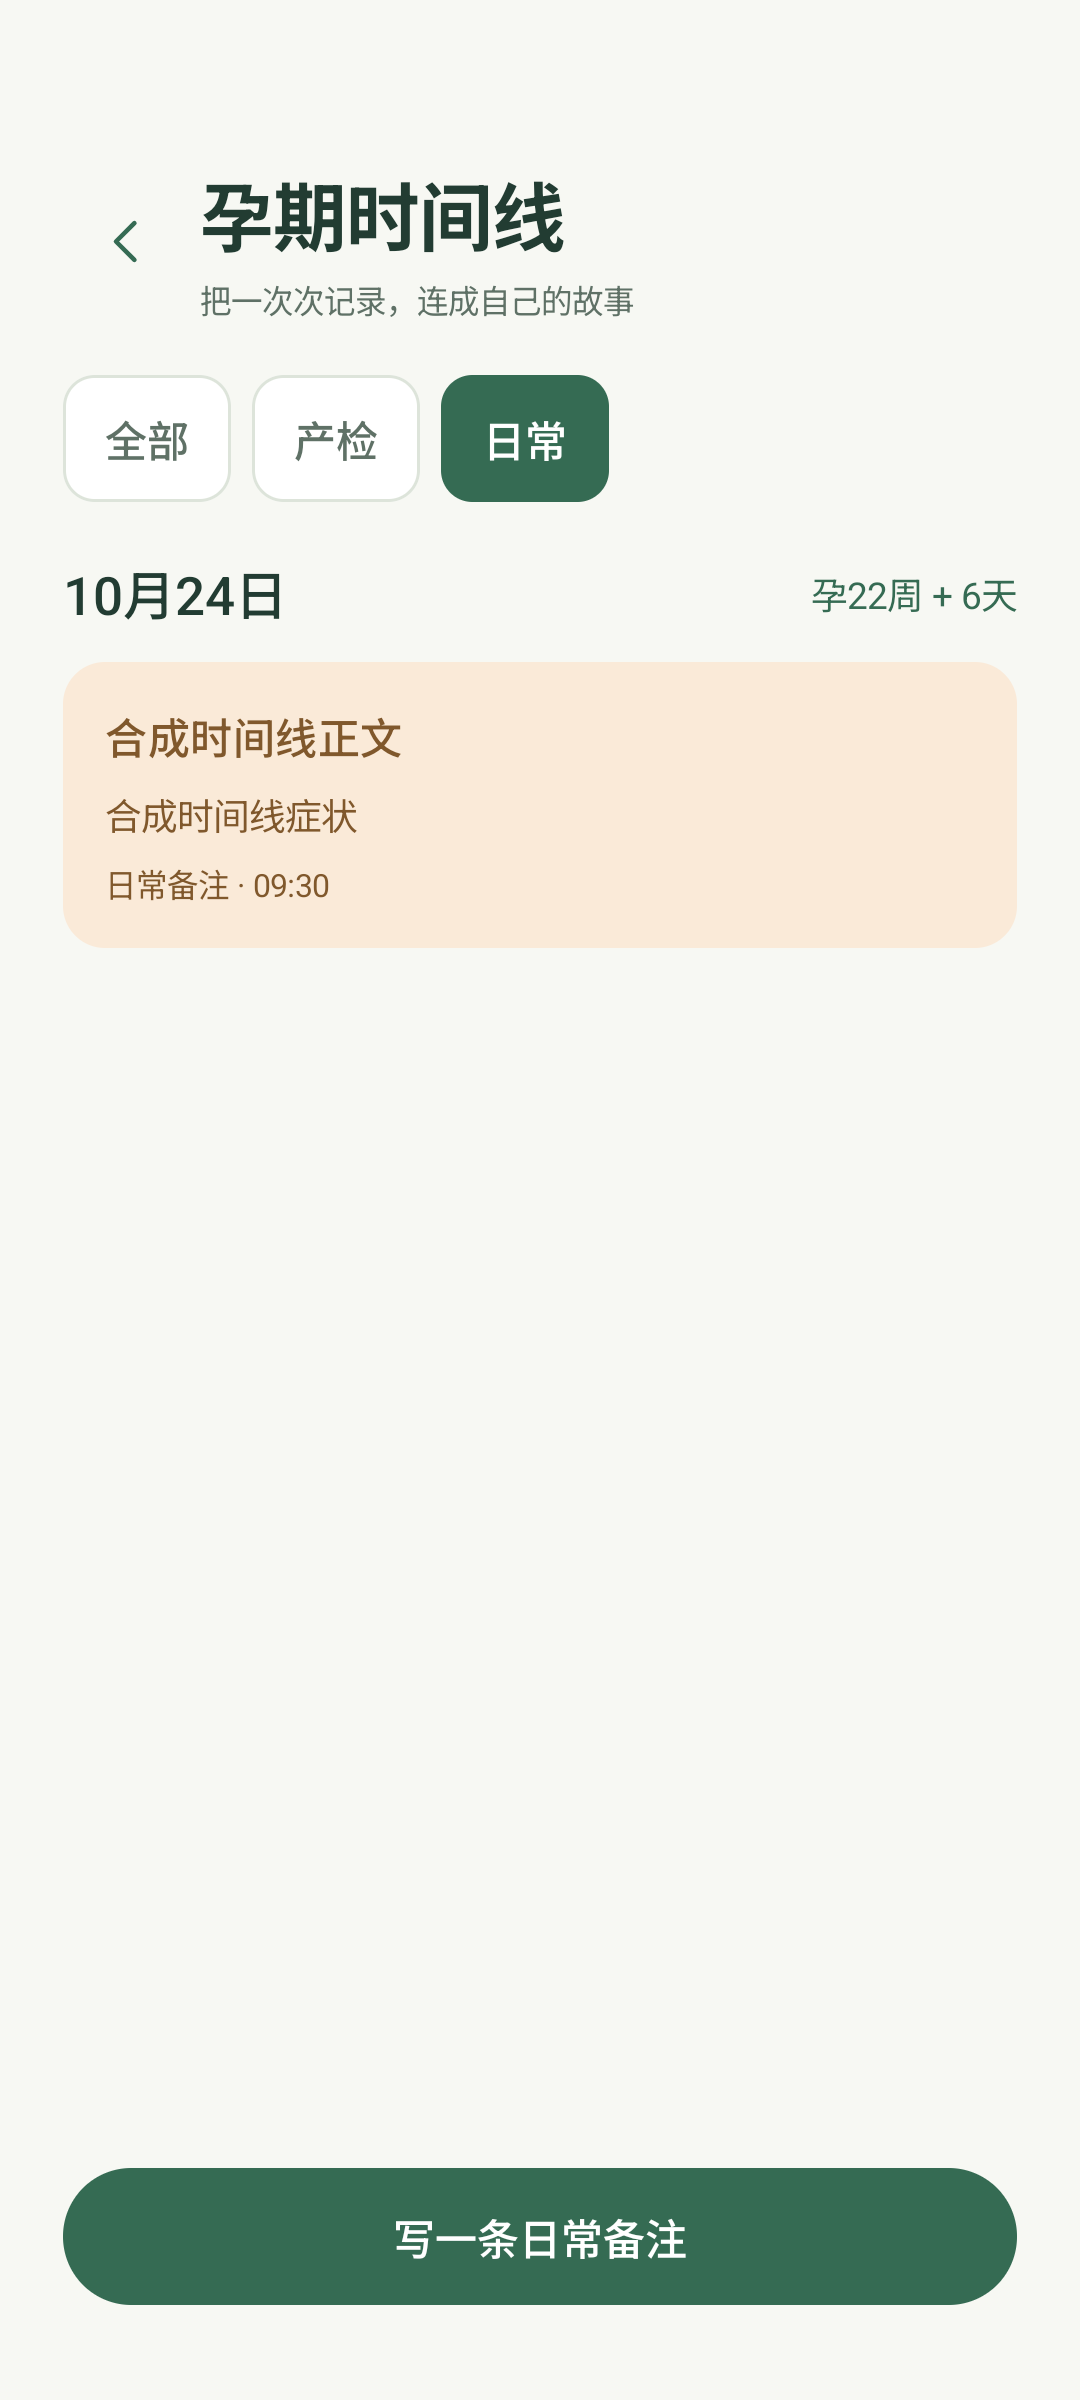 孕期时间线
把一次次记录，连成自己的故事
全部 产检 日常
10月24日 孕22周 + 6天
合成时间线正文
合成时间线症状
日常备注 · 09:30
写一条日常备注